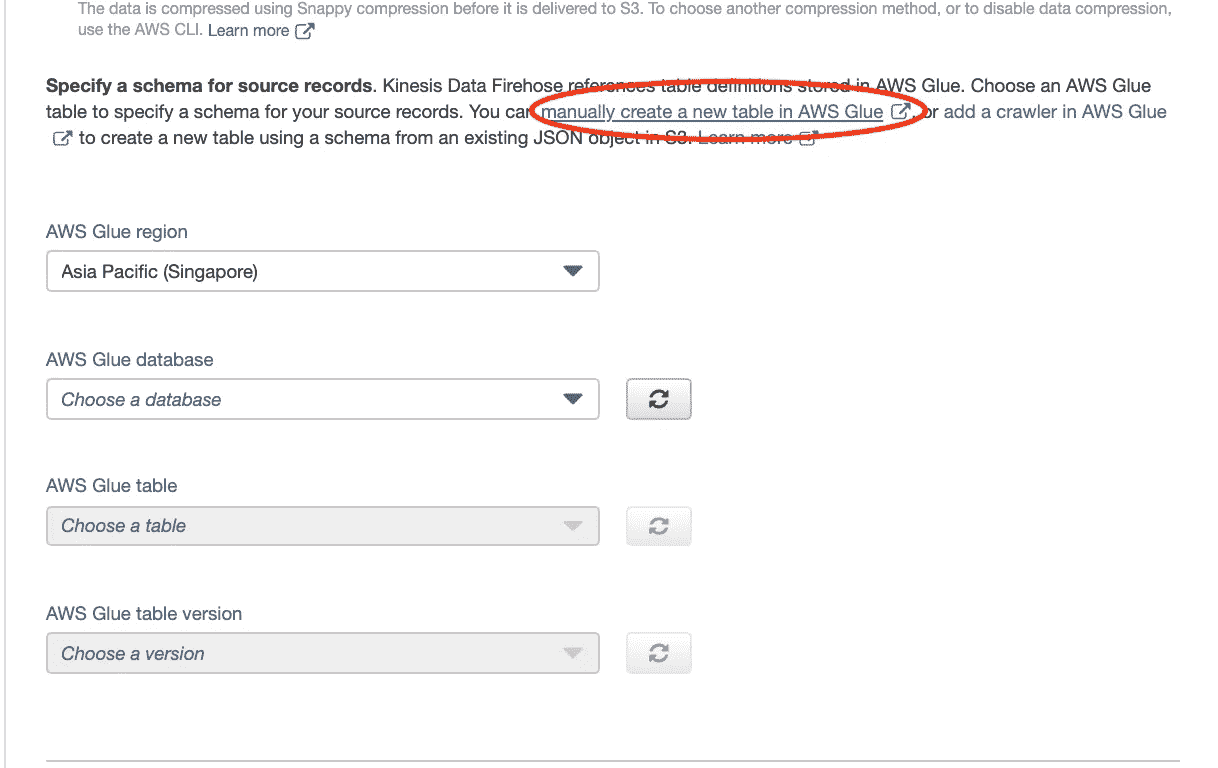 The data is compressed using Snappy compression before it is delivered to S3. To choose another compression method, or to disable data compression,
use the AWS CLI. Learn more
Specify a schema for source records. Kinesis Data Firehose references table definitions stored in AWS Glue. Choose an AWS Glue
table to specify a schema for your source records. You can manually create a new table in AWS Glue, or add a crawler in AWS Glue
to create a new table using a schema from an existing JSON object in S3. Learn more
AWS Glue region
Asia Pacific (Singapore)
AWS Glue database
Choose a database
AWS Glue table
Choose a table
AWS Glue table version
Choose a version